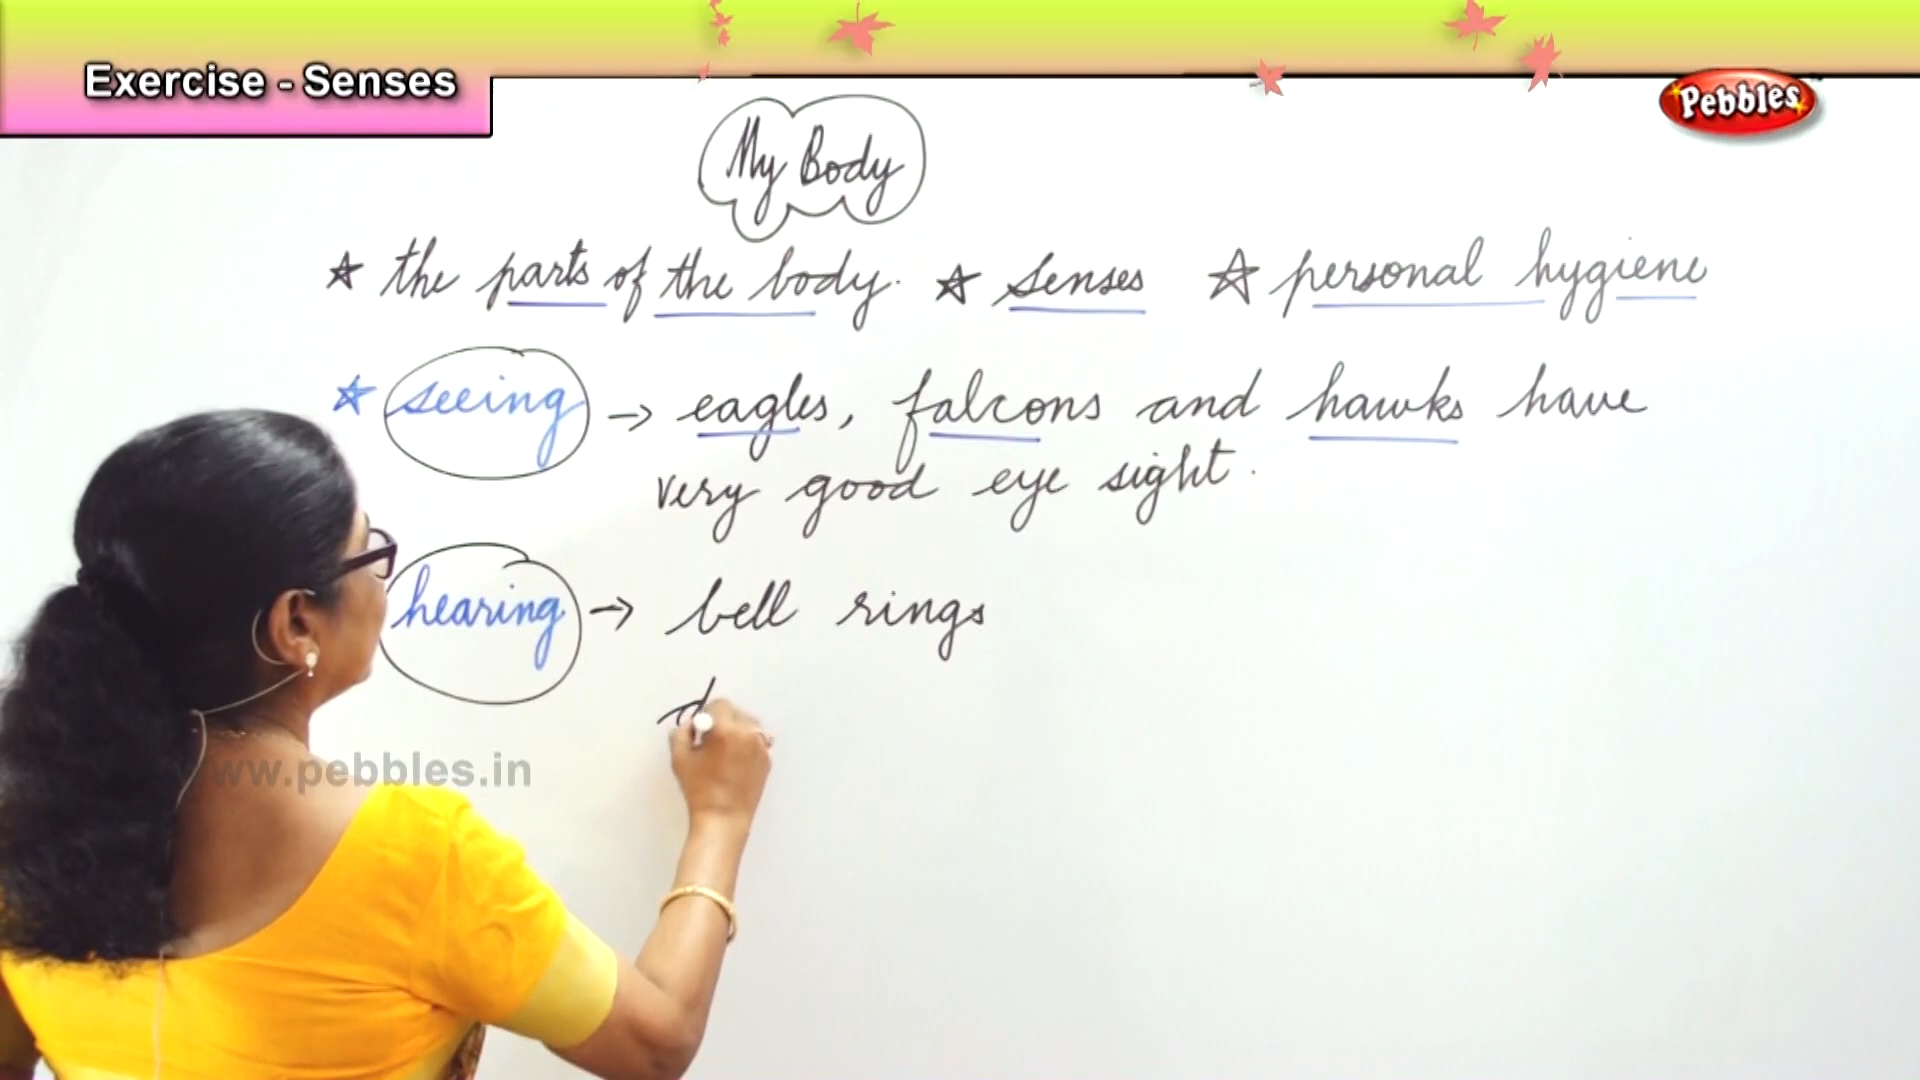 Exercise - Senses
Pebbles
My Body
☆ the parts of the body. ☆ senses ☆ personal hygiene
☆ seeing → eagles, falcons and hawks have
very good eye sight.
hearing → bell rings
d
www.pebbles.in